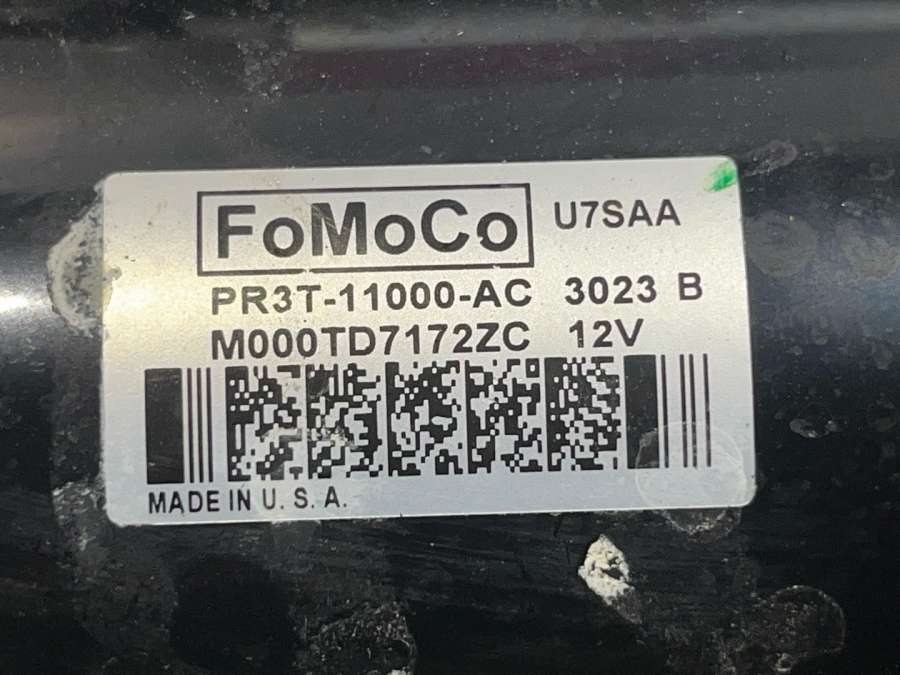 FoMoCo U7SAA
PR3T-11000-AC 3023 B
M000TD7172ZC 12V
MADE IN U. S. A.